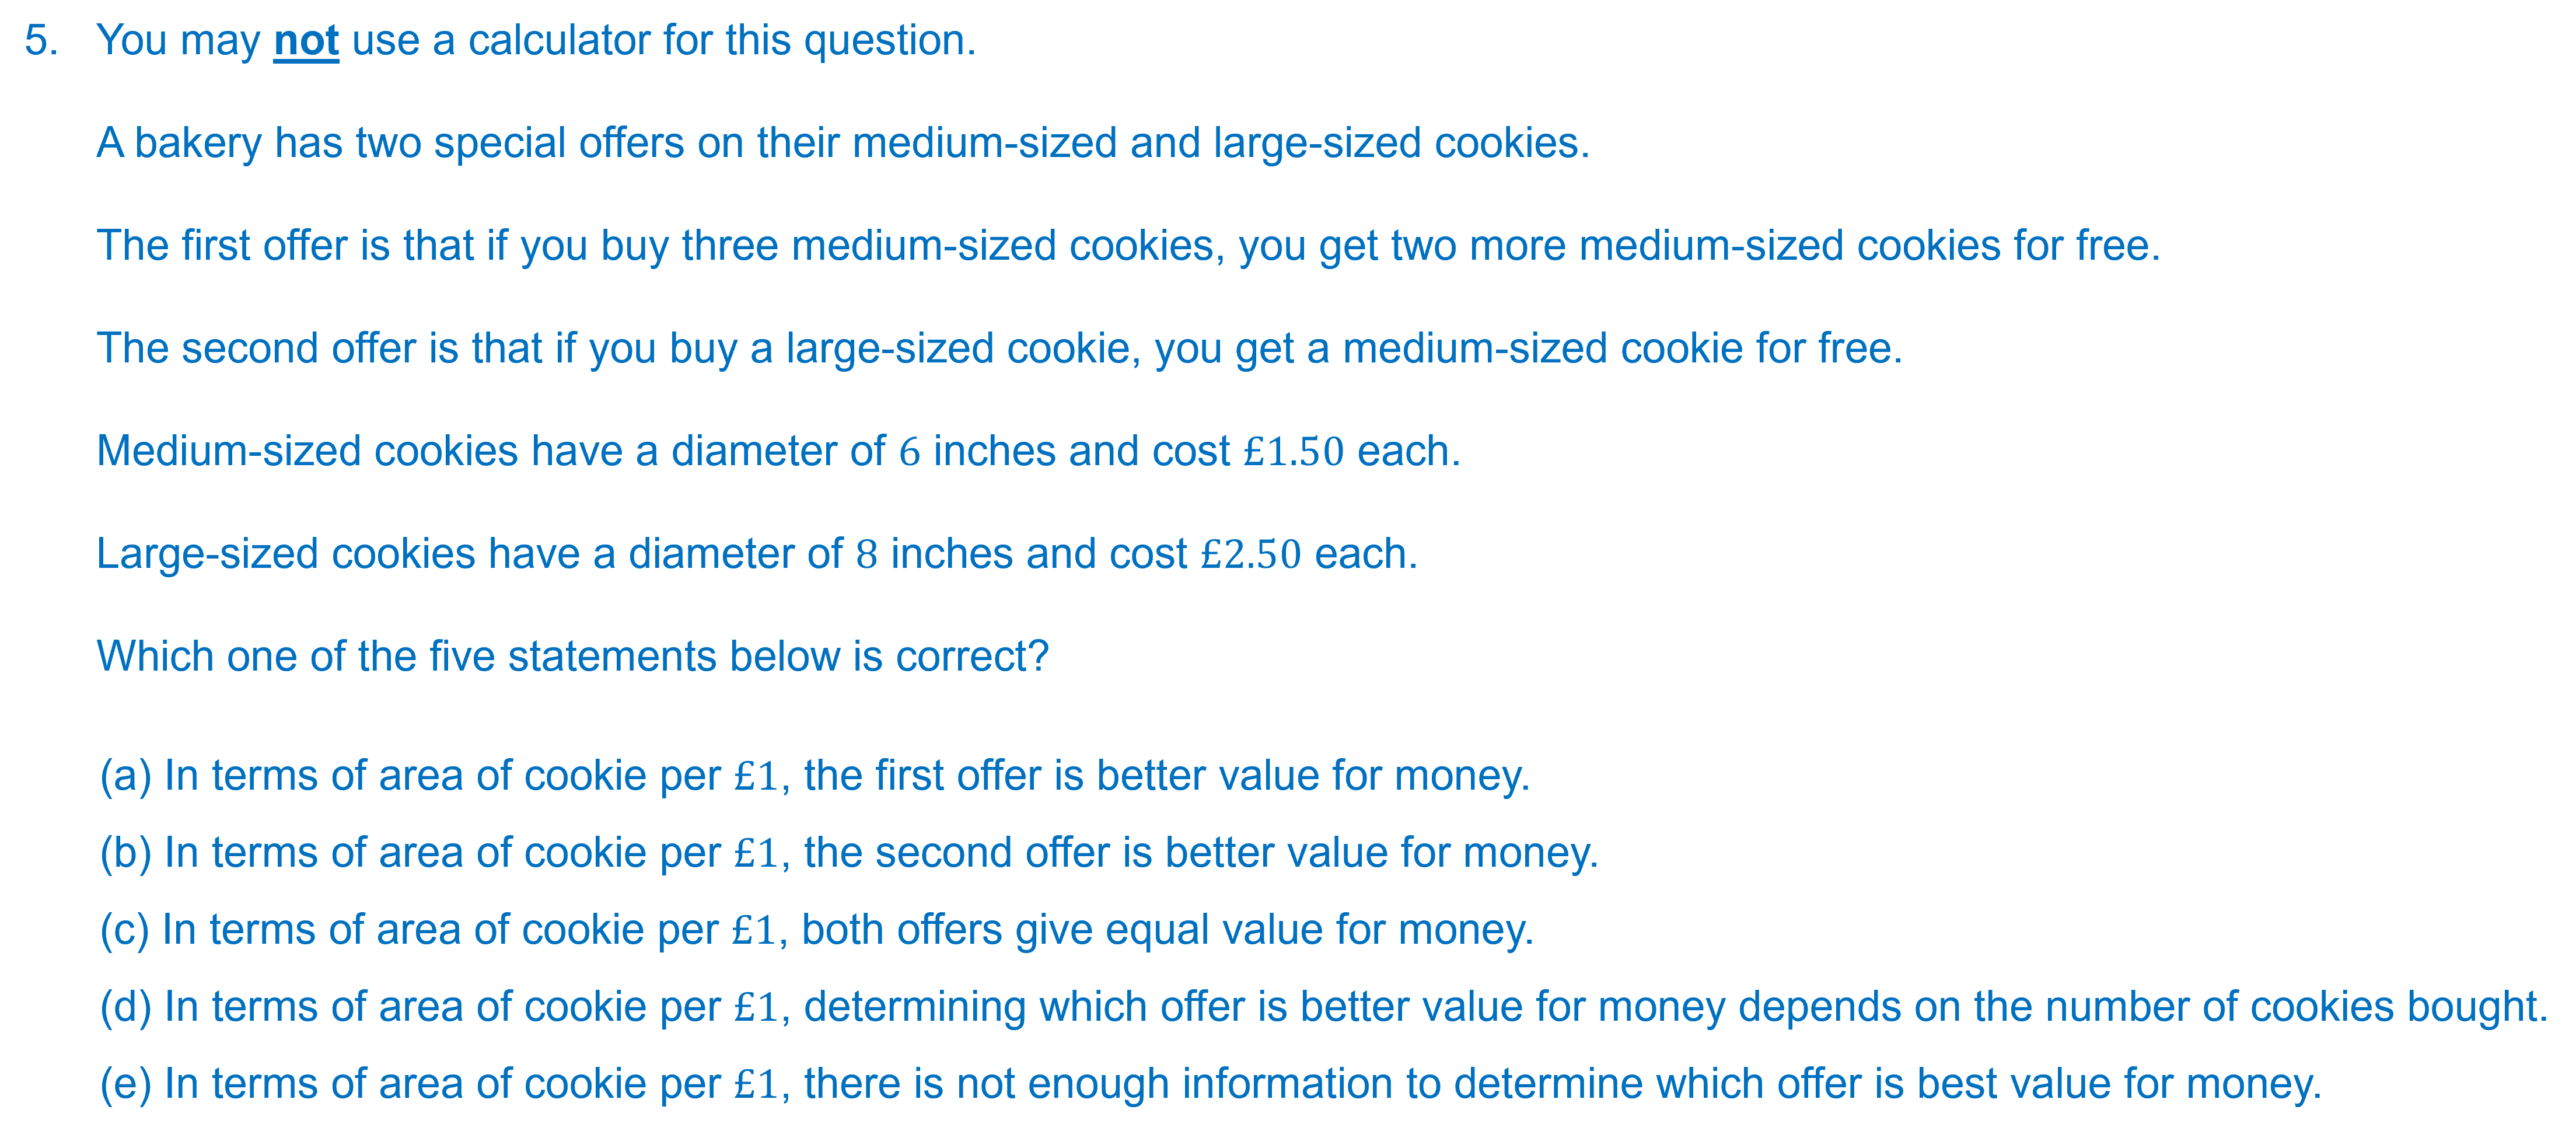 5. You may not use a calculator for this question.
A bakery has two special offers on their medium-sized and large-sized cookies.
The first offer is that if you buy three medium-sized cookies, you get two more medium-sized cookies for free.
The second offer is that if you buy a large-sized cookie, you get a medium-sized cookie for free.
Medium-sized cookies have a diameter of 6 inches and cost £1.50 each.
Large-sized cookies have a diameter of 8 inches and cost £2.50 each.
Which one of the five statements below is correct?
(a) In terms of area of cookie per £1, the first offer is better value for money.
(b) In terms of area of cookie per £1, the second offer is better value for money.
(c) In terms of area of cookie per £1, both offers give equal value for money.
(d) In terms of area of cookie per £1, determining which offer is better value for money depends on the number of cookies bought.
(e) In terms of area of cookie per £1, there is not enough information to determine which offer is best value for money.